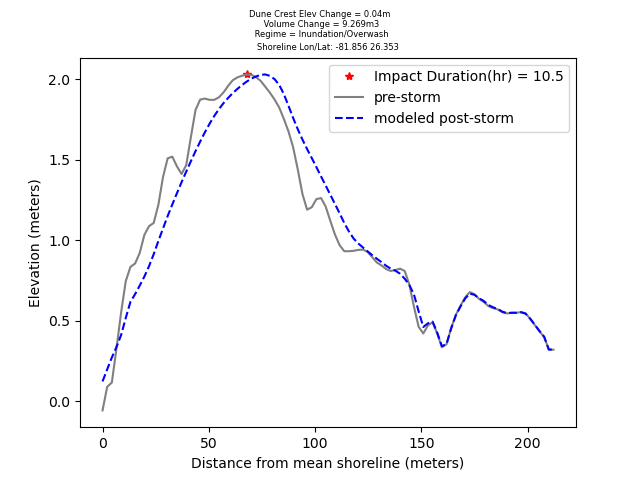 Dune Crest Elev Change = 0.04m
Volume Change = 9.269m3
Regime = Inundation/Overwash
Shoreline Lon/Lat: -81.856 26.353
Impact Duration(hr) = 10.5
pre-storm
modeled post-storm
2.0
1.5
1.0
0.5
0.0
Elevation (meters)
0 50 100 150 200
Distance from mean shoreline (meters)